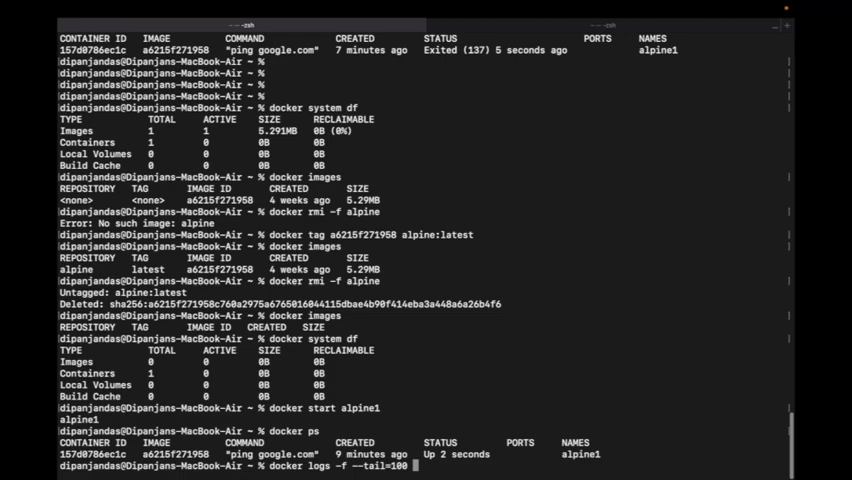 -- -zsh
-- -zsh
CONTAINER ID IMAGE COMMAND CREATED STATUS PORTS NAMES
157d0786ec1c a6215f271958 "ping google.com" 7 minutes ago Exited (137) 5 seconds ago alpine1
dipanjandas@Dipanjans-MacBook-Air ~ %
dipanjandas@Dipanjans-MacBook-Air ~ %
dipanjandas@Dipanjans-MacBook-Air ~ %
dipanjandas@Dipanjans-MacBook-Air ~ %
dipanjandas@Dipanjans-MacBook-Air ~ % docker system df
TYPE TOTAL ACTIVE SIZE RECLAIMABLE
Images 1 1 5.291MB 0B (0%)
Containers 1 0 0B 0B
Local Volumes 0 0 0B 0B
Build Cache 0 0 0B 0B
dipanjandas@Dipanjans-MacBook-Air ~ % docker images
REPOSITORY TAG IMAGE ID CREATED SIZE
<none> <none> a6215f271958 4 weeks ago 5.29MB
dipanjandas@Dipanjans-MacBook-Air ~ % docker rmi -f alpine
Error: No such image: alpine
dipanjandas@Dipanjans-MacBook-Air ~ % docker tag a6215f271958 alpine:latest
dipanjandas@Dipanjans-MacBook-Air ~ % docker images
REPOSITORY TAG IMAGE ID CREATED SIZE
alpine latest a6215f271958 4 weeks ago 5.29MB
dipanjandas@Dipanjans-MacBook-Air ~ % docker rmi -f alpine
Untagged: alpine:latest
Deleted: sha256:a6215f271958c760a2975a6765016044115dbae4b90f414eba3a448a6a26b4f6
dipanjandas@Dipanjans-MacBook-Air ~ % docker images
REPOSITORY TAG IMAGE ID CREATED SIZE
dipanjandas@Dipanjans-MacBook-Air ~ % docker system df
TYPE TOTAL ACTIVE SIZE RECLAIMABLE
Images 0 0 0B 0B
Containers 1 0 0B 0B
Local Volumes 0 0 0B 0B
Build Cache 0 0 0B 0B
dipanjandas@Dipanjans-MacBook-Air ~ % docker start alpine1
alpine1
dipanjandas@Dipanjans-MacBook-Air ~ % docker ps
CONTAINER ID IMAGE COMMAND CREATED STATUS PORTS NAMES
157d0786ec1c a6215f271958 "ping google.com" 9 minutes ago Up 2 seconds alpine1
dipanjandas@Dipanjans-MacBook-Air ~ % docker logs -f --tail=100